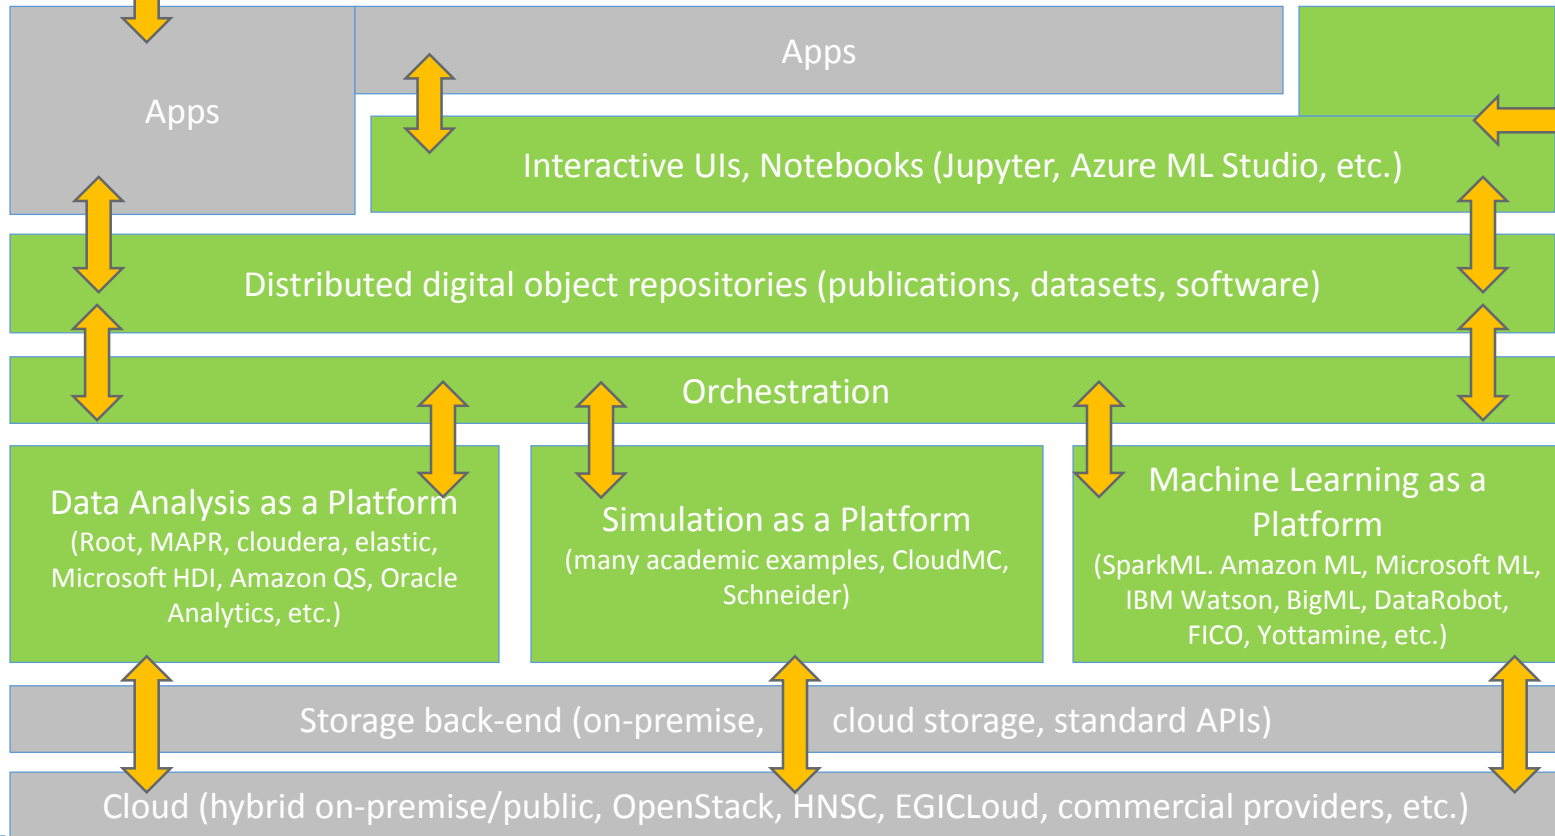 Apps
Apps
Interactive UIs, Notebooks (Jupyter, Azure ML Studio, etc.)
Distributed digital object repositories (publications, datasets, software)
Orchestration
Data Analysis as a Platform
(Root, MAPR, cloudera, elastic,
Microsoft HDI, Amazon QS, Oracle
Analytics, etc.)
Simulation as a Platform
(many academic examples, CloudMC,
Schneider)
Machine Learning as a
Platform
(SparkML. Amazon ML, Microsoft ML,
IBM Watson, BigML, DataRobot,
FICO, Yottamine, etc.)
Storage back-end (on-premise, cloud storage, standard APIs)
Cloud (hybrid on-premise/public, OpenStack, HNSC, EGICLoud, commercial providers, etc.)